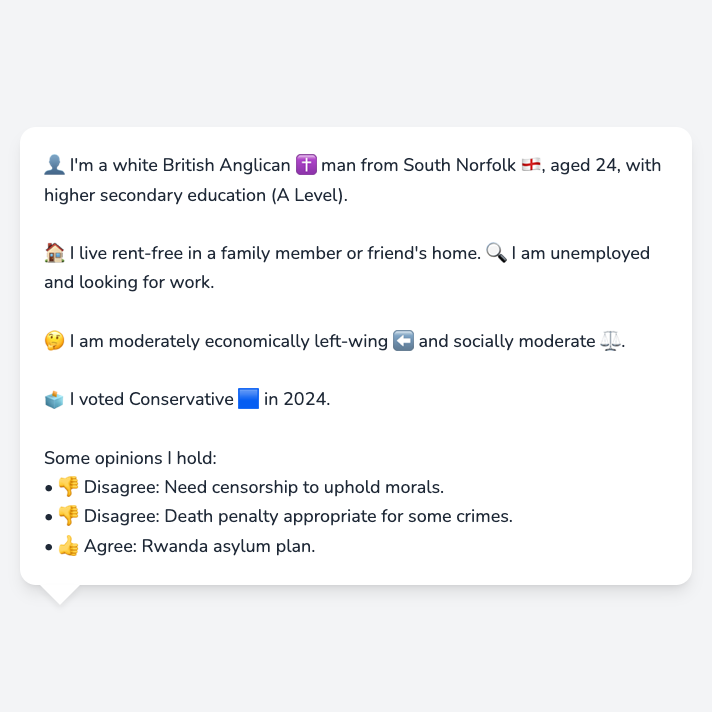 👤 I'm a white British Anglican ✝️ man from South Norfolk 🏴󠁧󠁢󠁥󠁮󠁧󠁿, aged 24, with
higher secondary education (A Level).
🏠 I live rent-free in a family member or friend's home. 🔍 I am unemployed
and looking for work.
🤔 I am moderately economically left-wing ⬅️ and socially moderate ⚖️.
🗳️ I voted Conservative 🟦 in 2024.
Some opinions I hold:
• 👎 Disagree: Need censorship to uphold morals.
• 👎 Disagree: Death penalty appropriate for some crimes.
• 👍 Agree: Rwanda asylum plan.